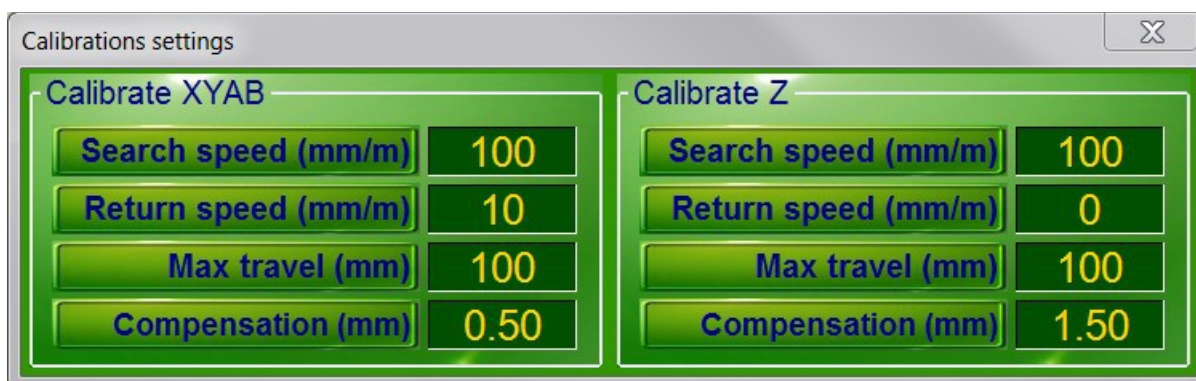 Calibrations settings
Calibrate XYAB
Search speed (mm/m) 100
Return speed (mm/m) 10
Max travel (mm) 100
Compensation (mm) 0.50
Calibrate Z
Search speed (mm/m) 100
Return speed (mm/m) 0
Max travel (mm) 100
Compensation (mm) 1.50